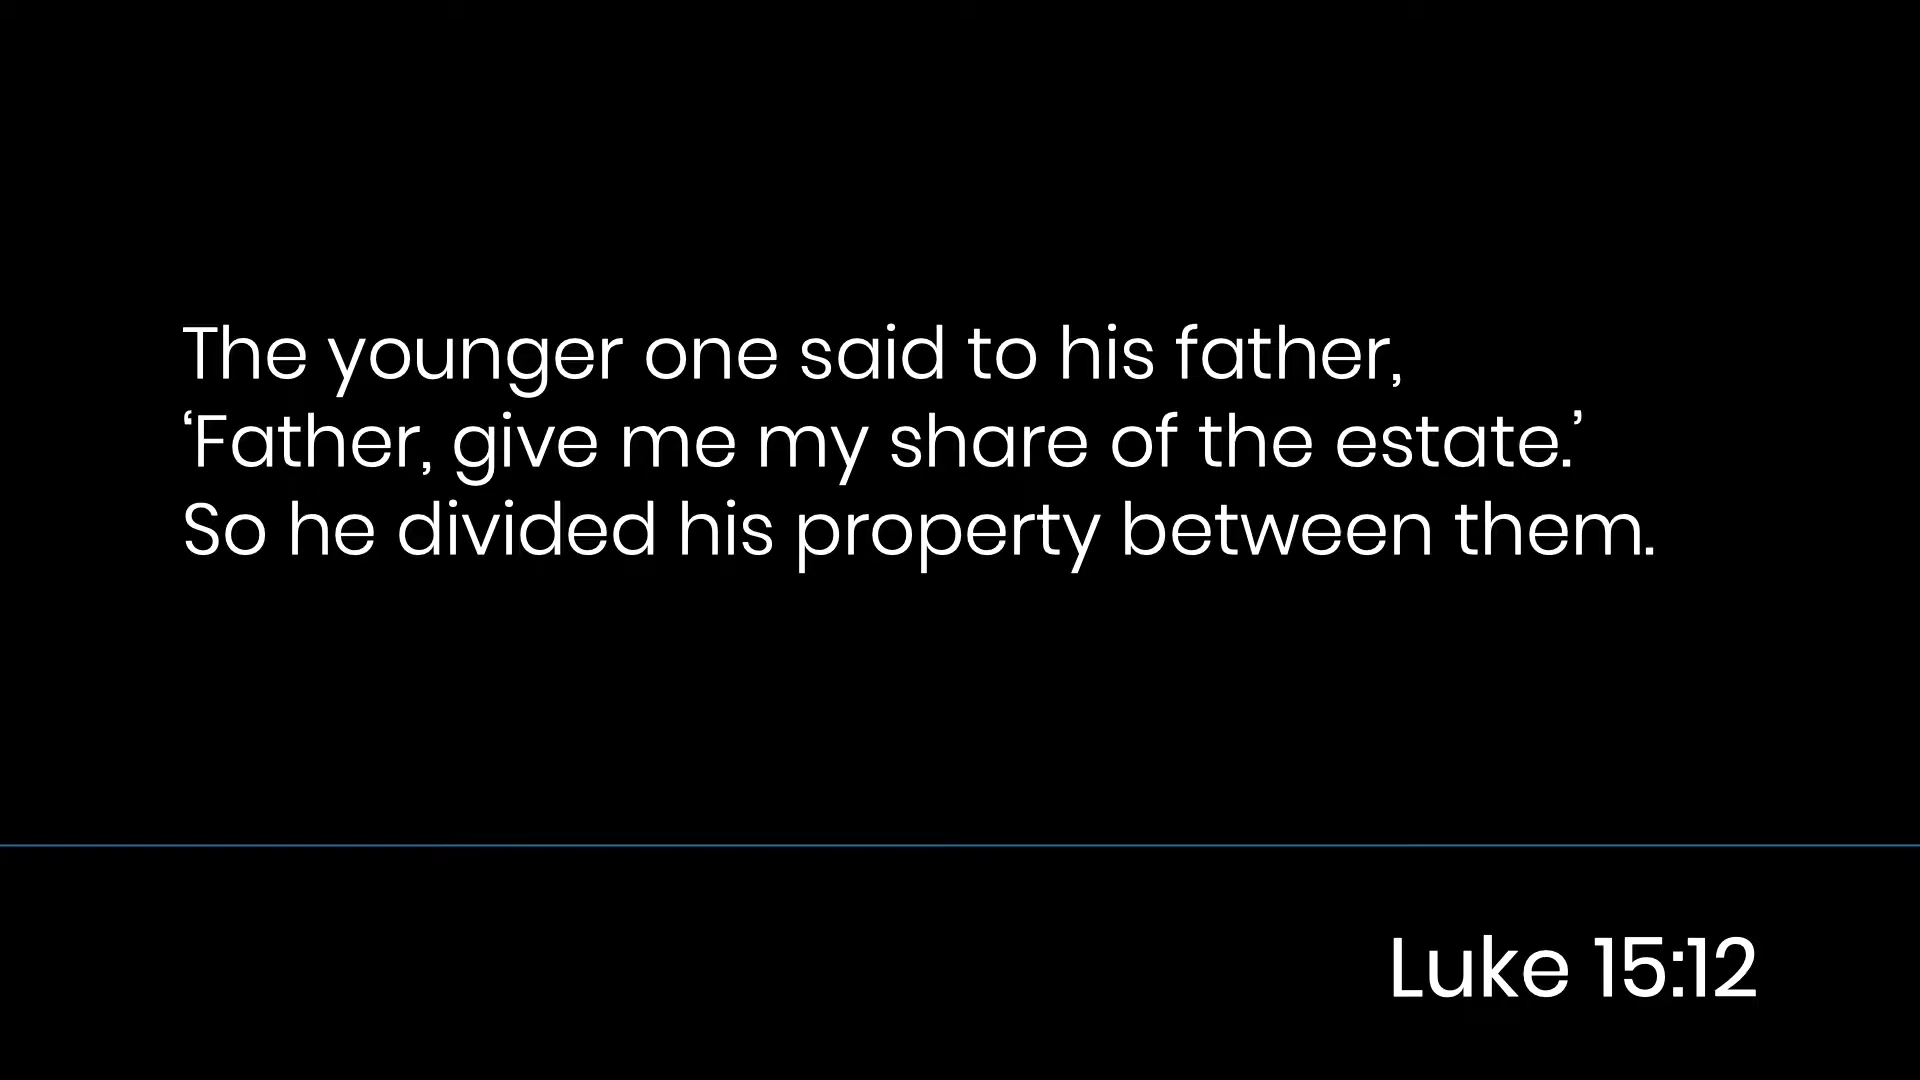 The younger one said to his father,
‘Father, give me my share of the estate.’
So he divided his property between them.
Luke 15:12